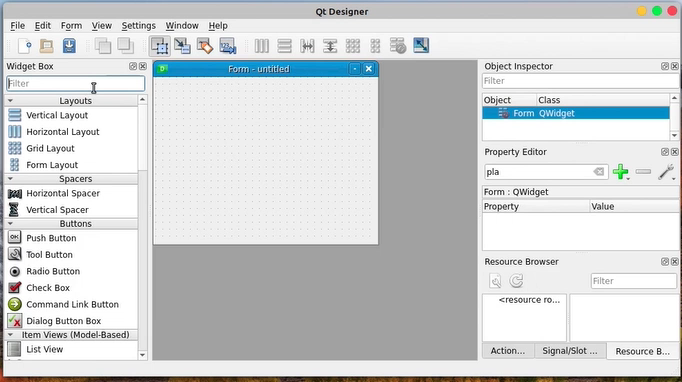 Qt Designer
File Edit Form View Settings Window Help
Widget Box
Filter
Layouts
Vertical Layout
Horizontal Layout
Grid Layout
Form Layout
Spacers
Horizontal Spacer
Vertical Spacer
Buttons
Push Button
Tool Button
Radio Button
Check Box
Command Link Button
Dialog Button Box
Item Views (Model-Based)
List View
Form - untitled
Object Inspector
Filter
Object Class
Form QWidget
Property Editor
pla
Form : QWidget
Property Value
Resource Browser
Filter
<resource ro...
Action... Signal/Slot ... Resource B...